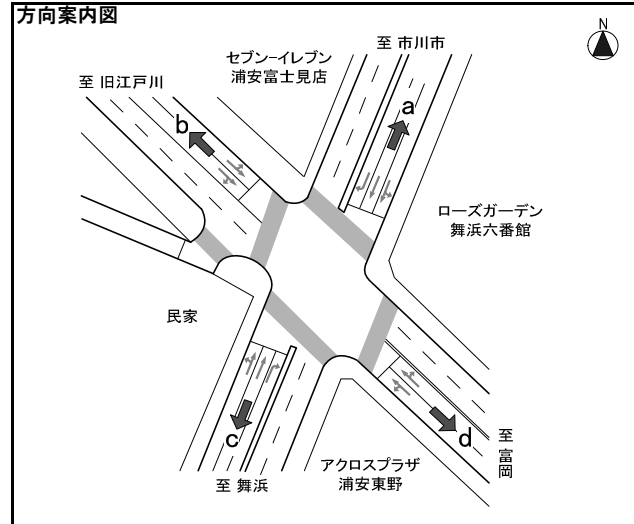 方向案内図
N
至 市川市
セブン-イレブン
浦安富士見店
至 旧江戸川
a
b
ローズガーデン
舞浜六番館
民家
c
d
至 富岡
アクロスプラザ
浦安東野
至 舞浜